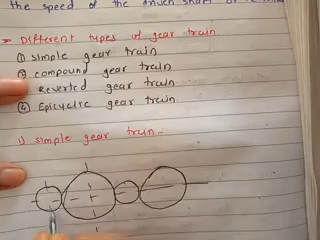 the speed of the driven shaft
⇒ Different types of gear train
① simple gear train
② compound gear train
Reverted gear train
④ Epicyclic gear train
1) simple gear train -